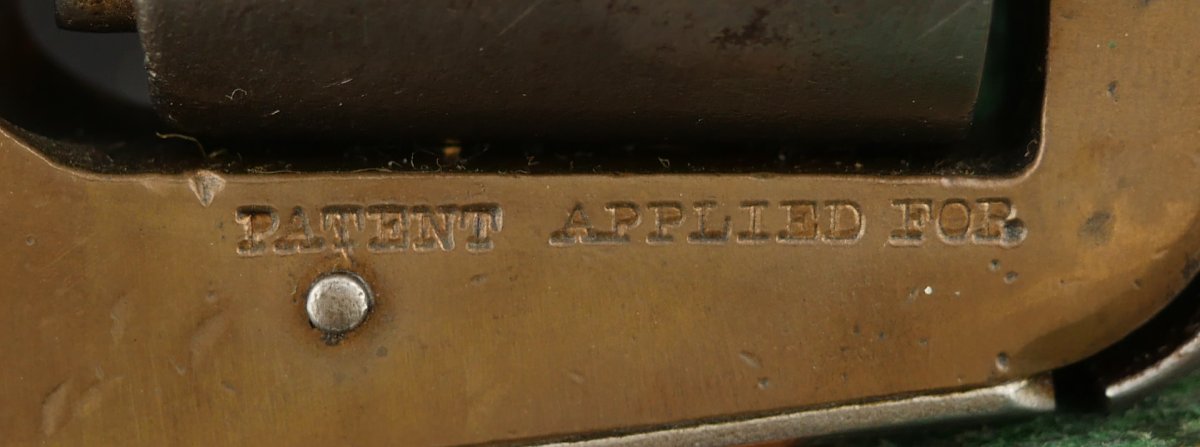 PATENT APPLIED FOR